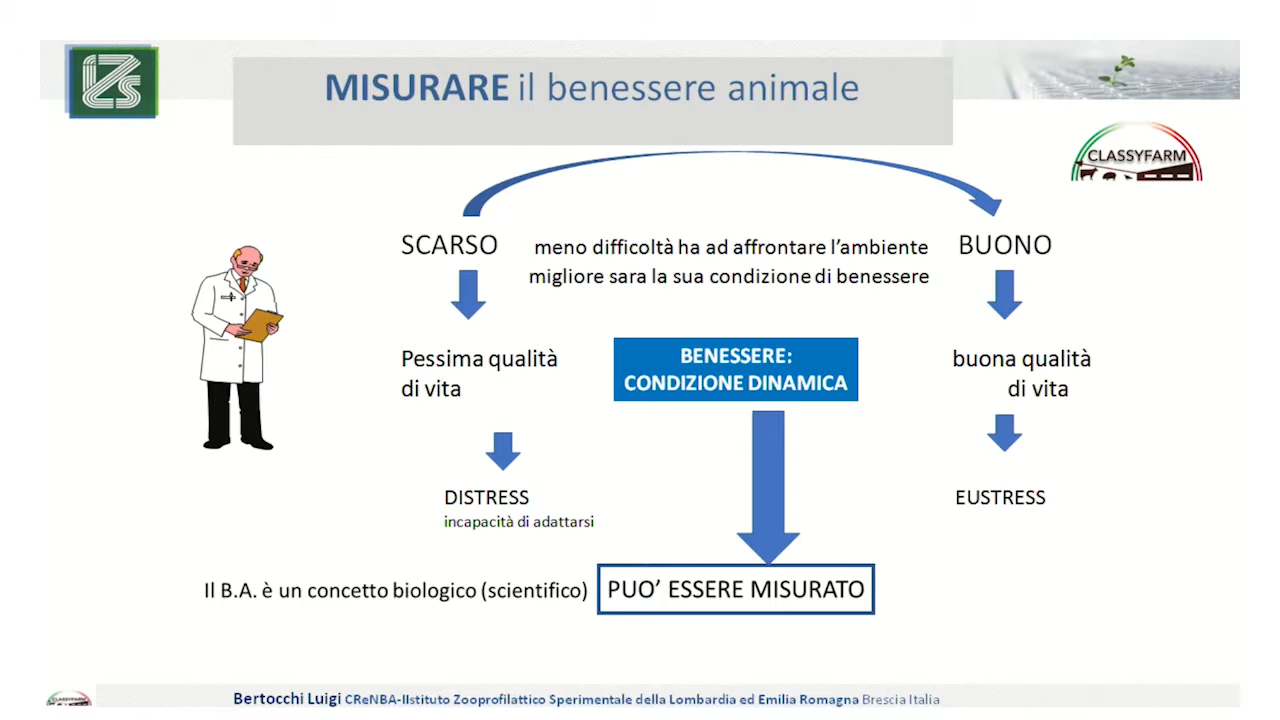 MISURARE il benessere animale
IZS
CLASSYFARM
SCARSO
meno difficoltà ha ad affrontare l'ambiente
migliore sara la sua condizione di benessere
BUONO
Pessima qualità
di vita
BENESSERE:
CONDIZIONE DINAMICA
buona qualità
di vita
DISTRESS
incapacità di adattarsi
EUSTRESS
Il B.A. è un concetto biologico (scientifico)
PUO' ESSERE MISURATO
CLASSYFARM
Bertocchi Luigi CReNBA-IIstituto Zooprofilattico Sperimentale della Lombardia ed Emilia Romagna Brescia Italia